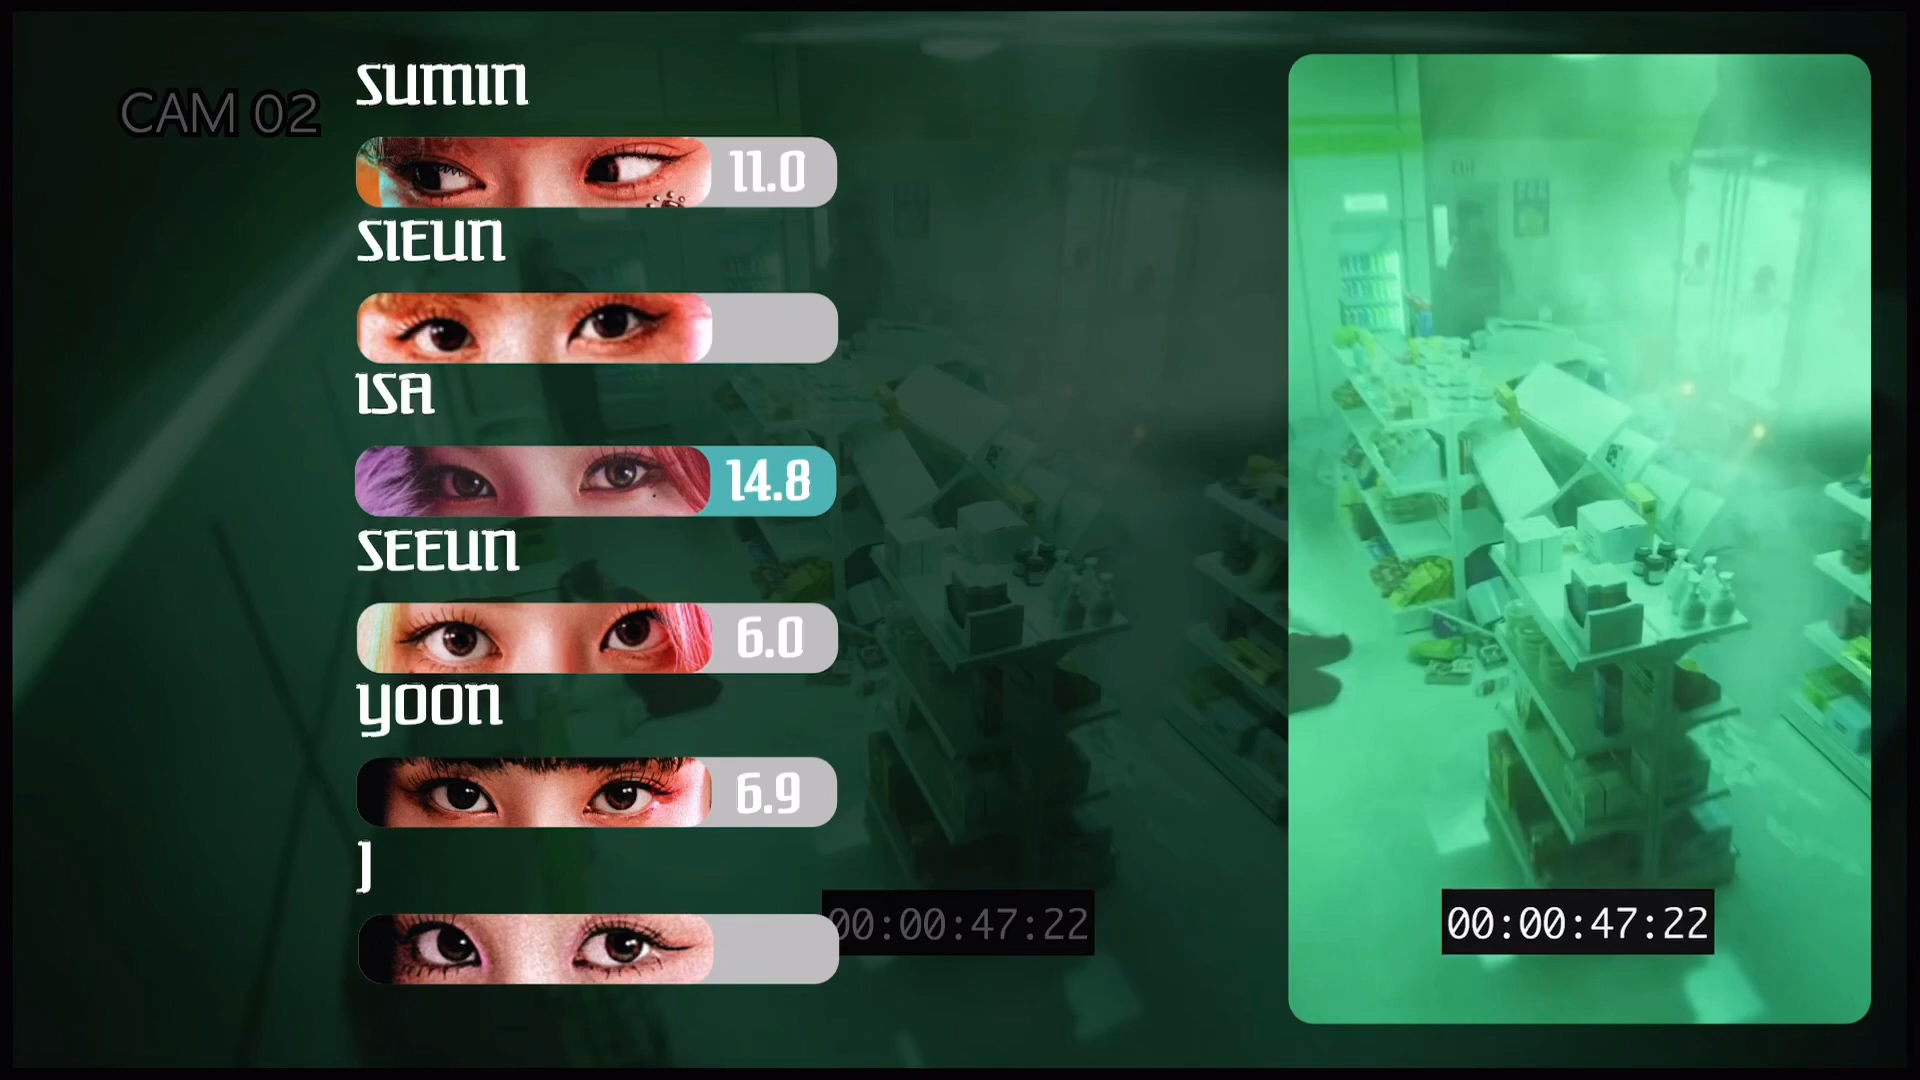 CAM 02
SUMIN
11.0
SIEUN
ISA
14.8
SEEUN
6.0
YOON
6.9
J
00:00:47:22
00:00:47:22